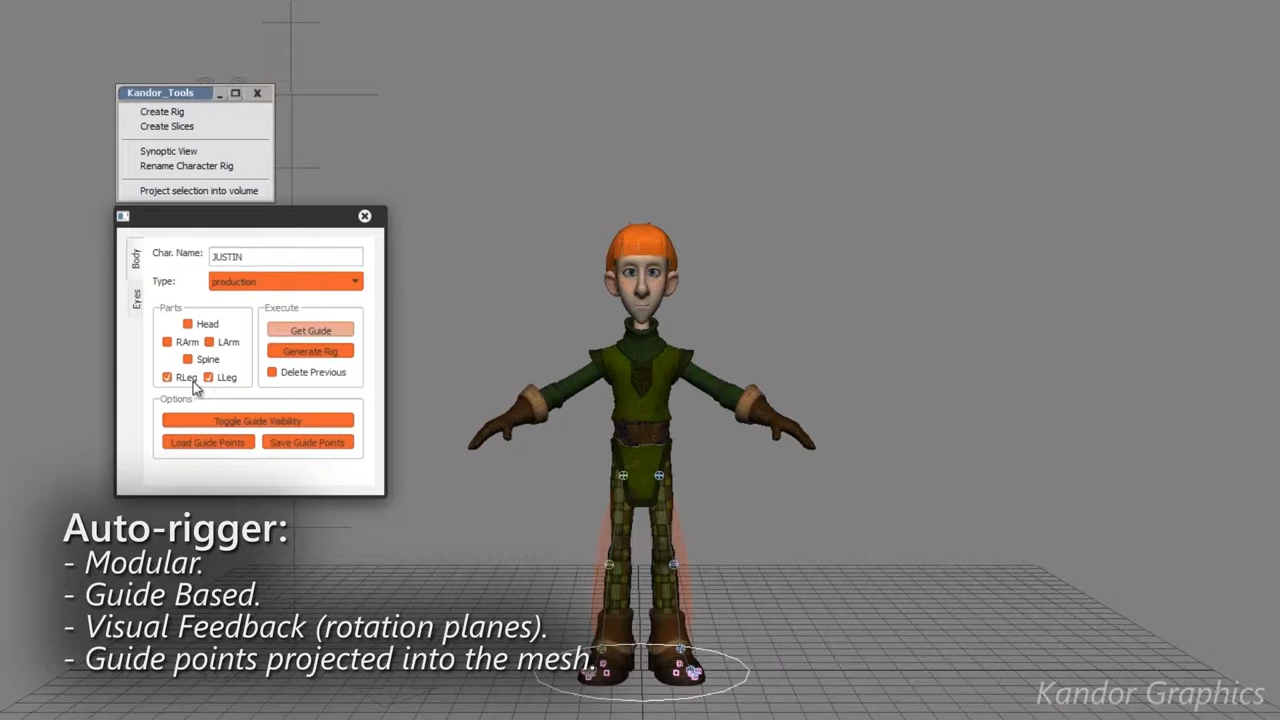 Kandor_Tools
Create Rig
Create Slices
Synoptic View
Rename Character Rig
Project selection into volume
Body
Eyes
Char. Name: JUSTIN
Type: production
Parts
Head
RArm LArm
Spine
RLeg LLeg
Execute
Get Guide
Generate Rig
Delete Previous
Options
Toggle Guide Visibility
Load Guide Points Save Guide Points
Auto-rigger:
- Modular.
- Guide Based.
- Visual Feedback (rotation planes).
- Guide points projected into the mesh.
Kandor Graphics